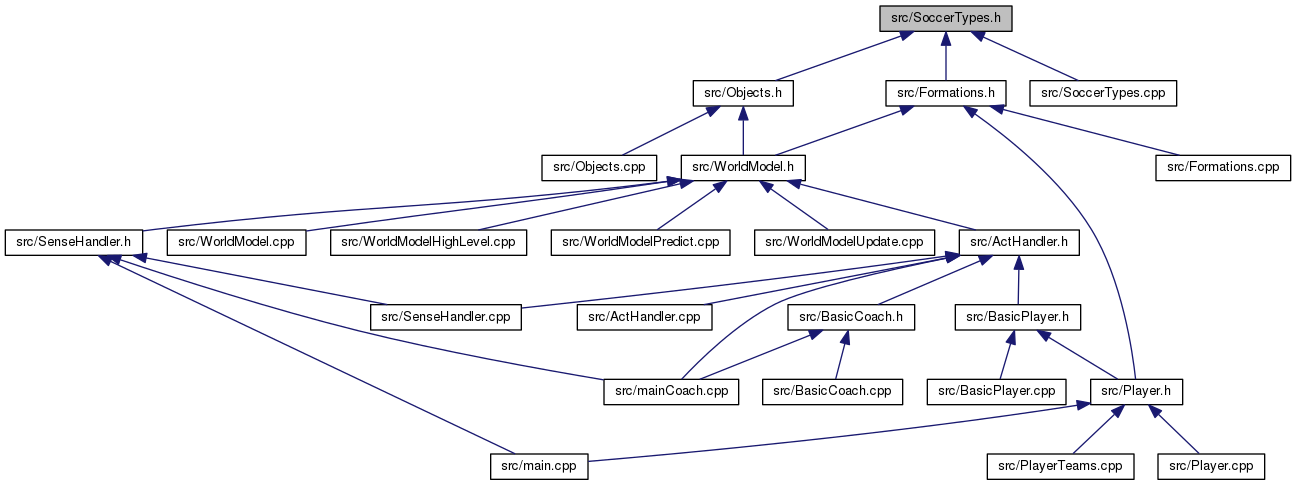 src/SoccerTypes.h
src/Objects.h
src/Formations.h
src/SoccerTypes.cpp
src/Objects.cpp
src/WorldModel.h
src/Formations.cpp
src/SenseHandler.h
src/WorldModel.cpp
src/WorldModelHighLevel.cpp
src/WorldModelPredict.cpp
src/WorldModelUpdate.cpp
src/ActHandler.h
src/SenseHandler.cpp
src/ActHandler.cpp
src/BasicCoach.h
src/BasicPlayer.h
src/mainCoach.cpp
src/BasicCoach.cpp
src/BasicPlayer.cpp
src/Player.h
src/main.cpp
src/PlayerTeams.cpp
src/Player.cpp